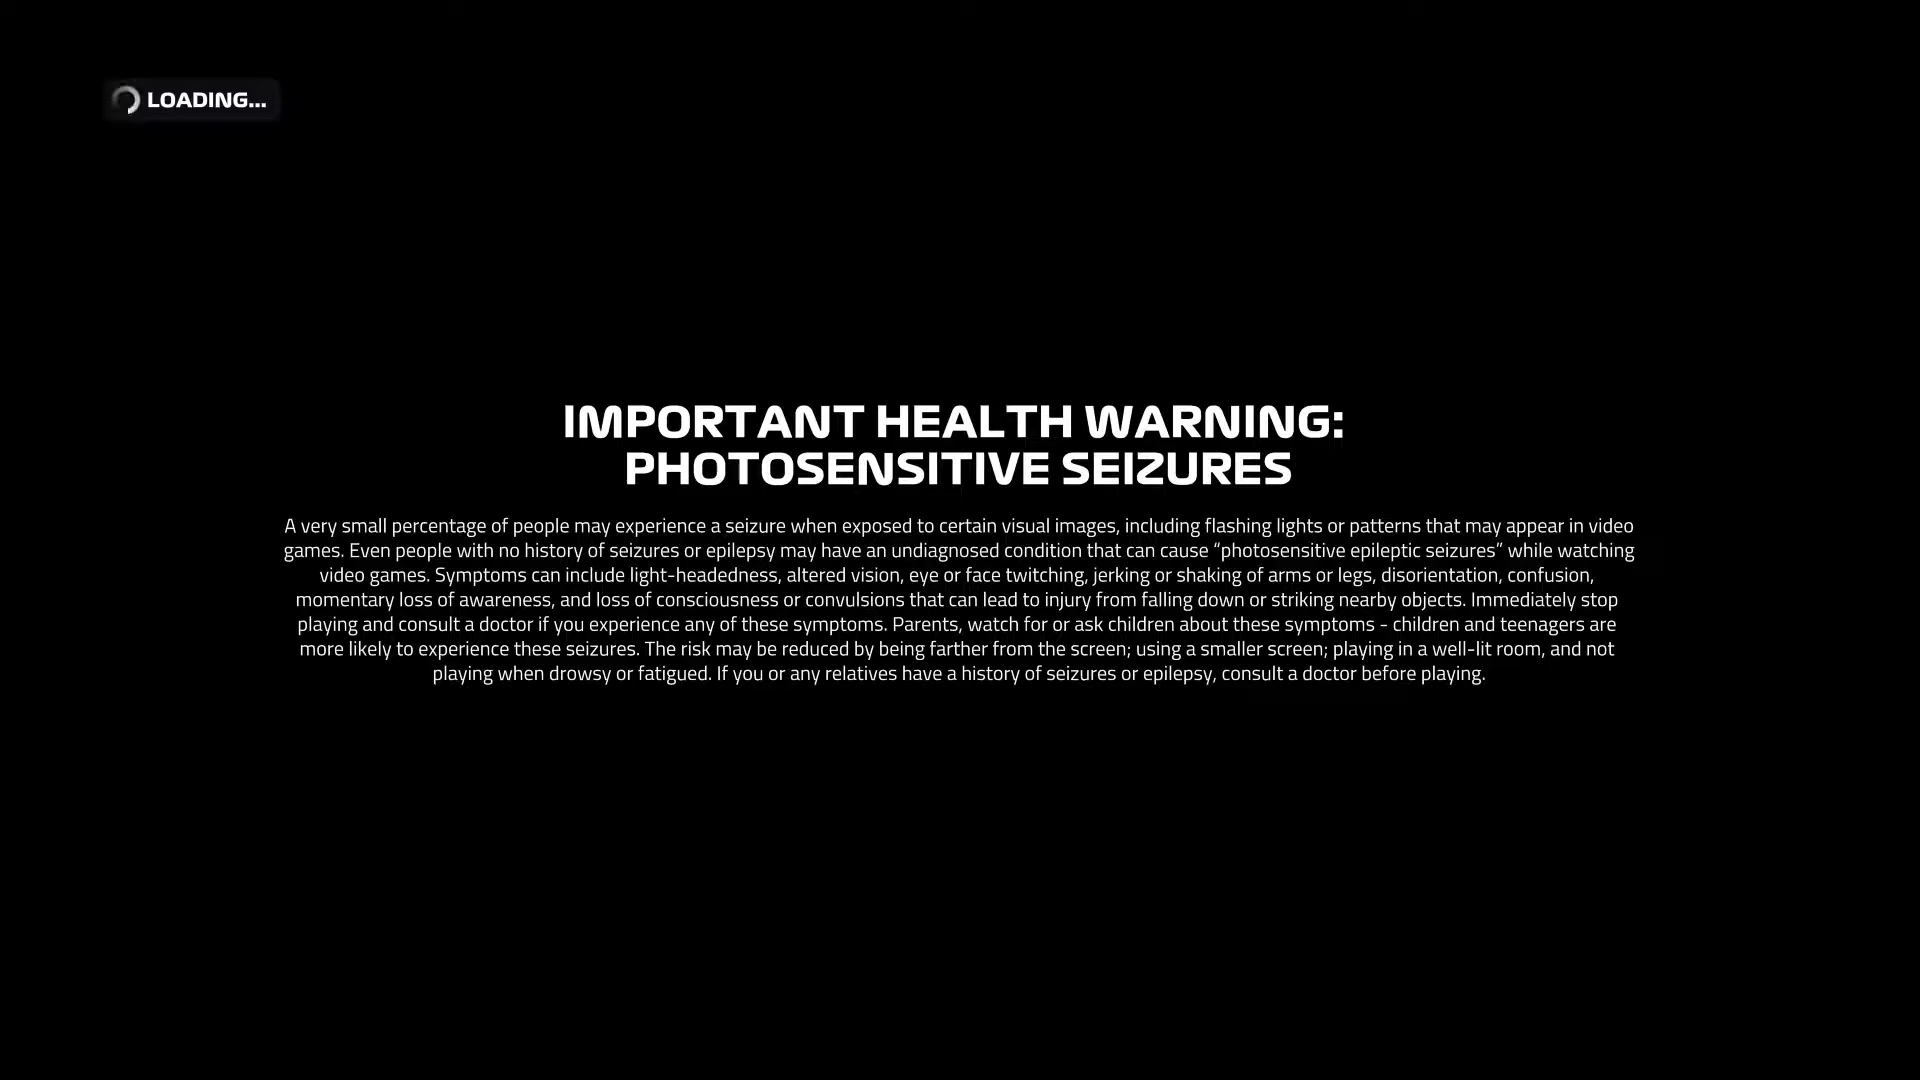 LOADING...
IMPORTANT HEALTH WARNING:
PHOTOSENSITIVE SEIZURES
A very small percentage of people may experience a seizure when exposed to certain visual images, including flashing lights or patterns that may appear in video
games. Even people with no history of seizures or epilepsy may have an undiagnosed condition that can cause “photosensitive epileptic seizures” while watching
video games. Symptoms can include light-headedness, altered vision, eye or face twitching, jerking or shaking of arms or legs, disorientation, confusion,
momentary loss of awareness, and loss of consciousness or convulsions that can lead to injury from falling down or striking nearby objects. Immediately stop
playing and consult a doctor if you experience any of these symptoms. Parents, watch for or ask children about these symptoms - children and teenagers are
more likely to experience these seizures. The risk may be reduced by being farther from the screen; using a smaller screen; playing in a well-lit room, and not
playing when drowsy or fatigued. If you or any relatives have a history of seizures or epilepsy, consult a doctor before playing.